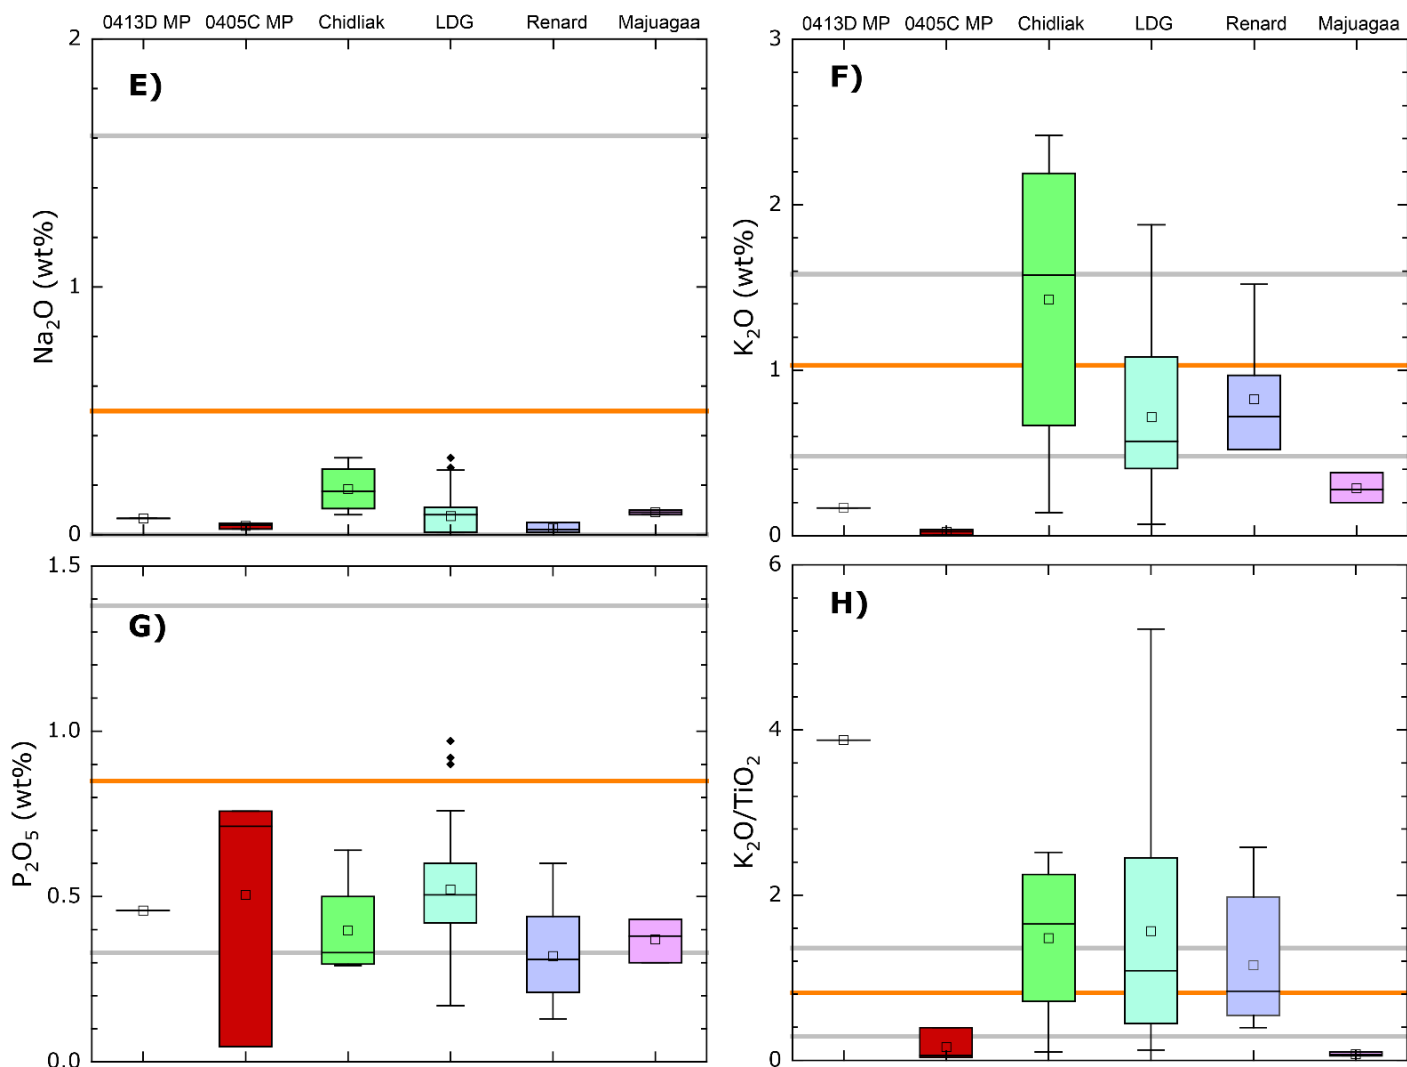 0413D MP 0405C MP Chidliak LDG Renard Majuagaa
2
E)
1
Na₂O (wt%)
0
0413D MP 0405C MP Chidliak LDG Renard Majuagaa
3
F)
2
K₂O (wt%)
1
0
1.5
G)
1.0
P₂O₅ (wt%)
0.5
0.0
6
H)
4
K₂O/TiO₂
2
0